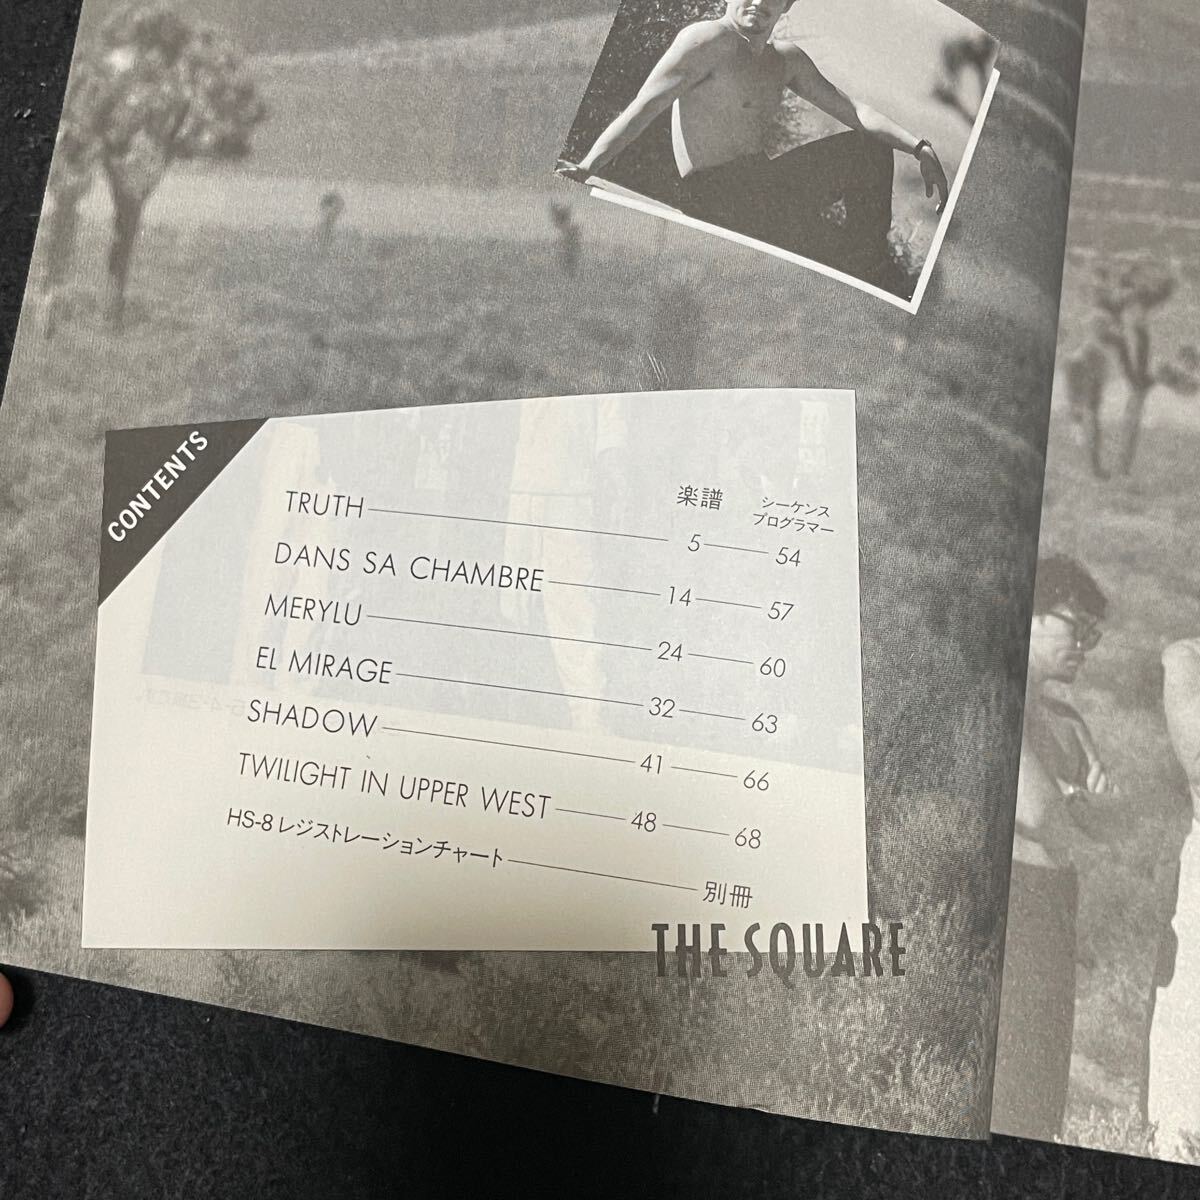 CONTENTS
楽譜 シーケンス
プログラマー
TRUTH 5 54
DANS SA CHAMBRE 14 57
MERYLU 24 60
EL MIRAGE 32 63
SHADOW 41 66
TWILIGHT IN UPPER WEST 48 68
HS-8レジストレーションチャート 別冊
THE SQUARE